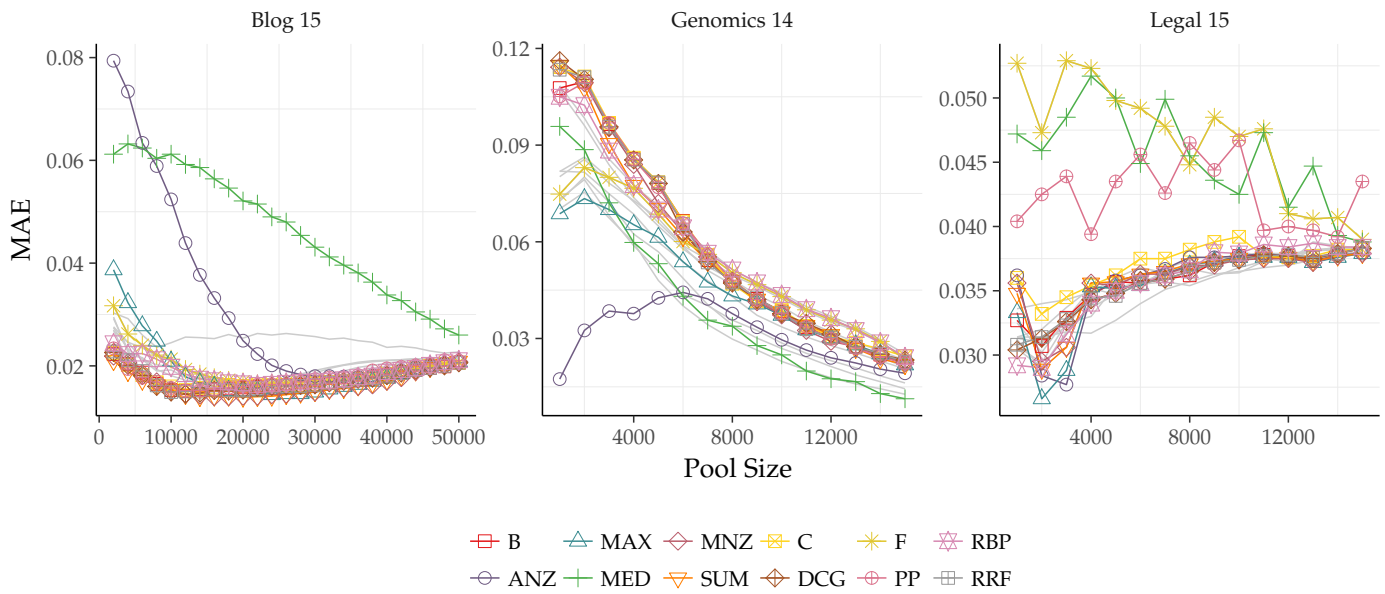 Blog 15 Genomics 14 Legal 15
0.08
0.06
0.04
0.02
0.12
0.09
0.06
0.03
0.050
0.045
0.040
0.035
0.030
MAE
0 10000 20000 30000 40000 50000
4000 8000 12000
4000 8000 12000
Pool Size
B MAX MNZ C F RBP
ANZ MED SUM DCG PP RRF